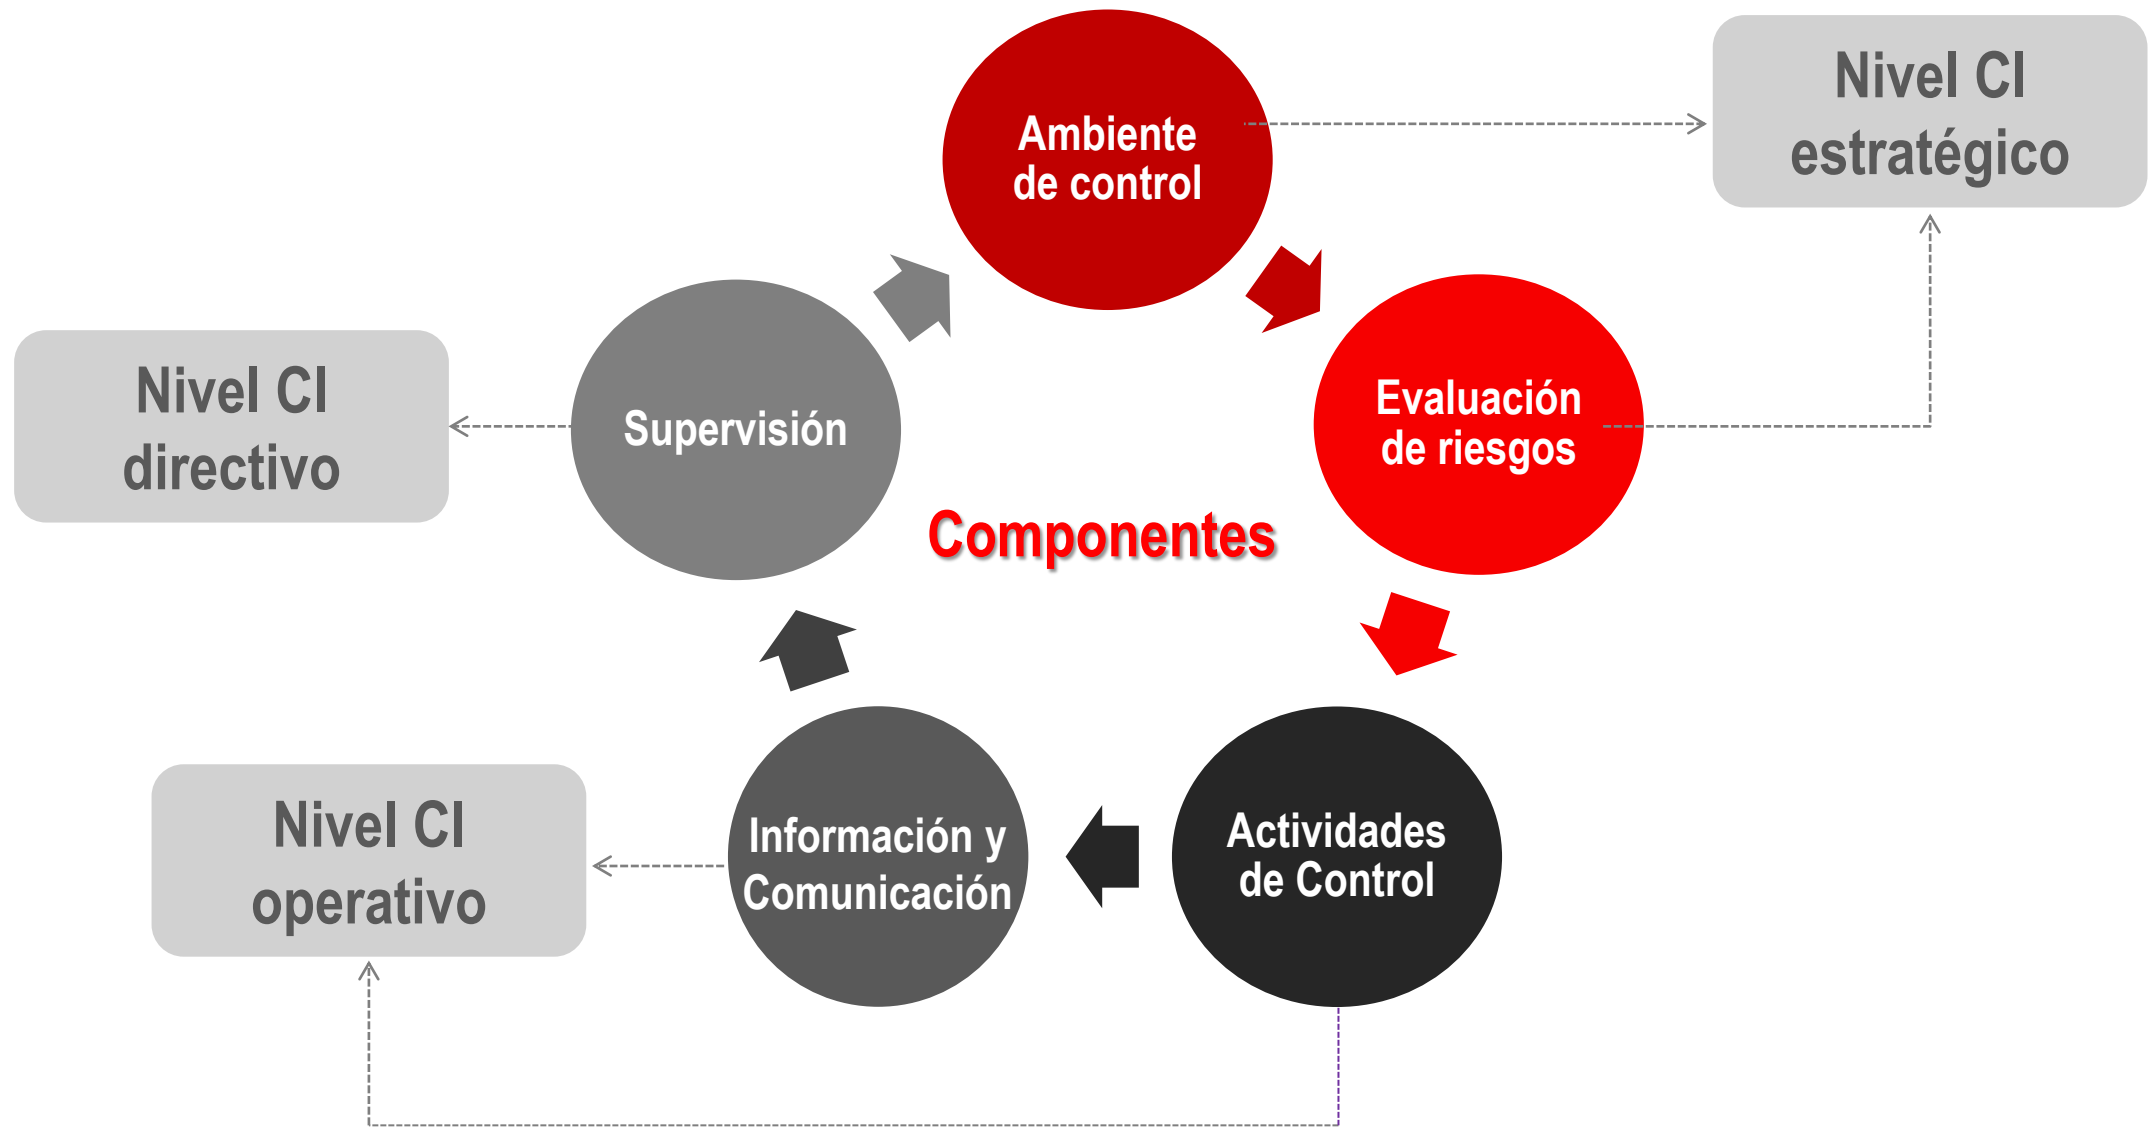 Ambiente
de control
Nivel CI
estratégico
Evaluación
de riesgos
Nivel CI
directivo
Supervisión
Componentes
Nivel CI
operativo
Información y
Comunicación
Actividades
de Control